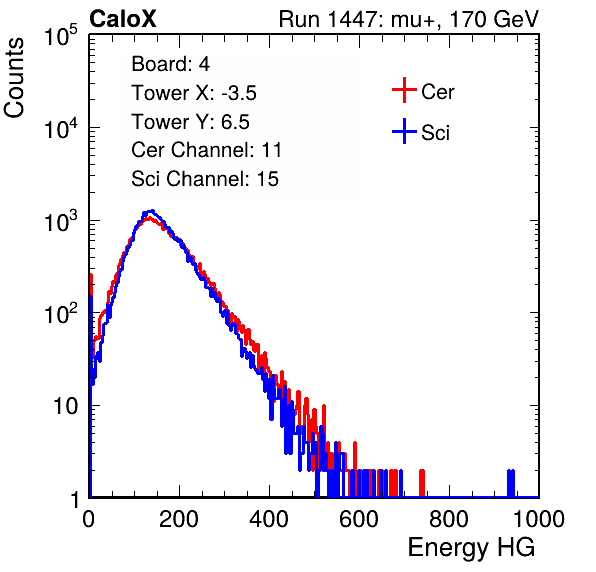 CaloX Run 1447: mu+, 170 GeV
Counts
Board: 4
Tower X: -3.5
Tower Y: 6.5
Cer Channel: 11
Sci Channel: 15
Cer
Sci
10^5
10^4
10^3
10^2
10
1
0 200 400 600 800 1000
Energy HG